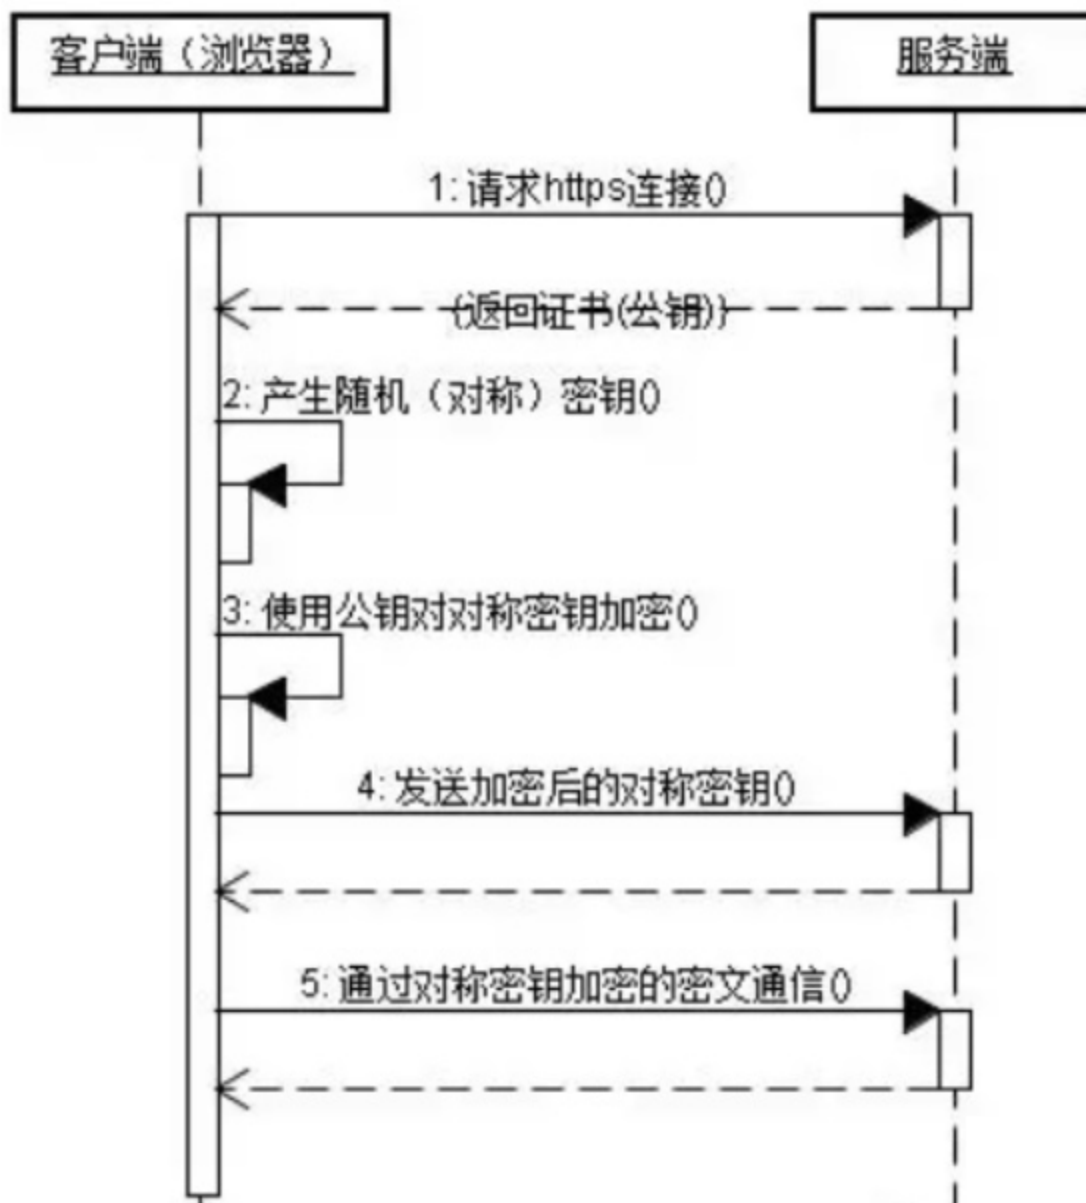 客户端（浏览器）
服务端
1: 请求https连接()
{返回证书(公钥)}
2: 产生随机（对称）密钥()
3: 使用公钥对对称密钥加密()
4: 发送加密后的对称密钥()
5: 通过对称密钥加密的密文通信()